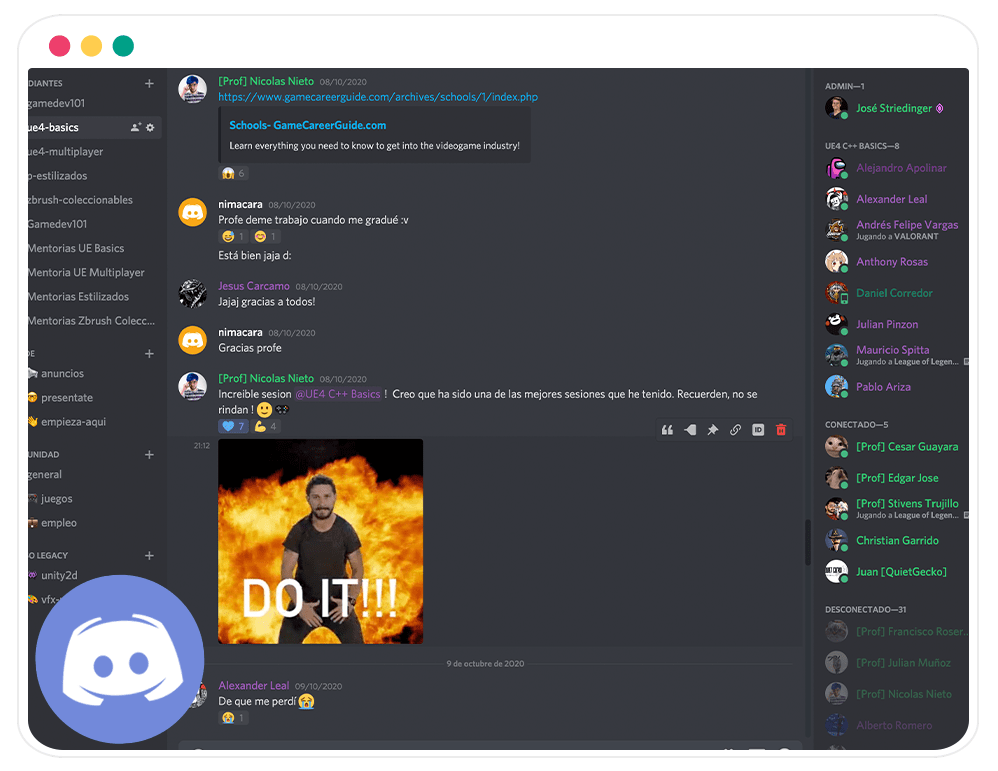 DIANTES
gamedev101
ue4-basics
ue4-multiplayer
p-estilizados
zbrush-coleccionables
Gamedev101
Mentorias UE Basics
Mentoria UE Multiplayer
Mentorias Estilizados
Mentorias Zbrush Colecc...
DE
anuncios
presentate
empieza-aqui
UNIDAD
general
juegos
empleo
O LEGACY
unity2d
vfx-
[Prof] Nicolas Nieto 08/10/2020
https://www.gamecareerguide.com/archives/schools/1/index.php
Schools- GameCareerGuide.com
Learn everything you need to know to get into the videogame industry!
6
nimacara 08/10/2020
Profe deme trabajo cuando me gradué :v
1 1
Está bien jaja d:
Jesus Carcamo 08/10/2020
Jajaj gracias a todos!
nimacara 08/10/2020
Gracias profe
[Prof] Nicolas Nieto 08/10/2020
Increible sesion @UE4 C++ Basics ! Creo que ha sido una de las mejores sesiones que he tenido. Recuerden, no se
rindan !
7 4
ID
21:12
DO IT!!!
9 de octubre de 2020
Alexander Leal 09/10/2020
De que me perdí
1
ADMIN—1
José Striedinger
UE4 C++ BASICS—8
Alejandro Apolinar
Alexander Leal
Andrés Felipe Vargas
Jugando a VALORANT
Anthony Rosas
Daniel Corredor
Julian Pinzon
Mauricio Spitta
Jugando a League of Legen...
Pablo Ariza
CONECTADO—5
[Prof] Cesar Guayara
[Prof] Edgar Jose
[Prof] Stivens Trujillo
Jugando a League of Legen...
Christian Garrido
Juan [QuietGecko]
DESCONECTADO—31
[Prof] Francisco Roser...
[Prof] Julian Muñoz
[Prof] Nicolas Nieto
Alberto Romero